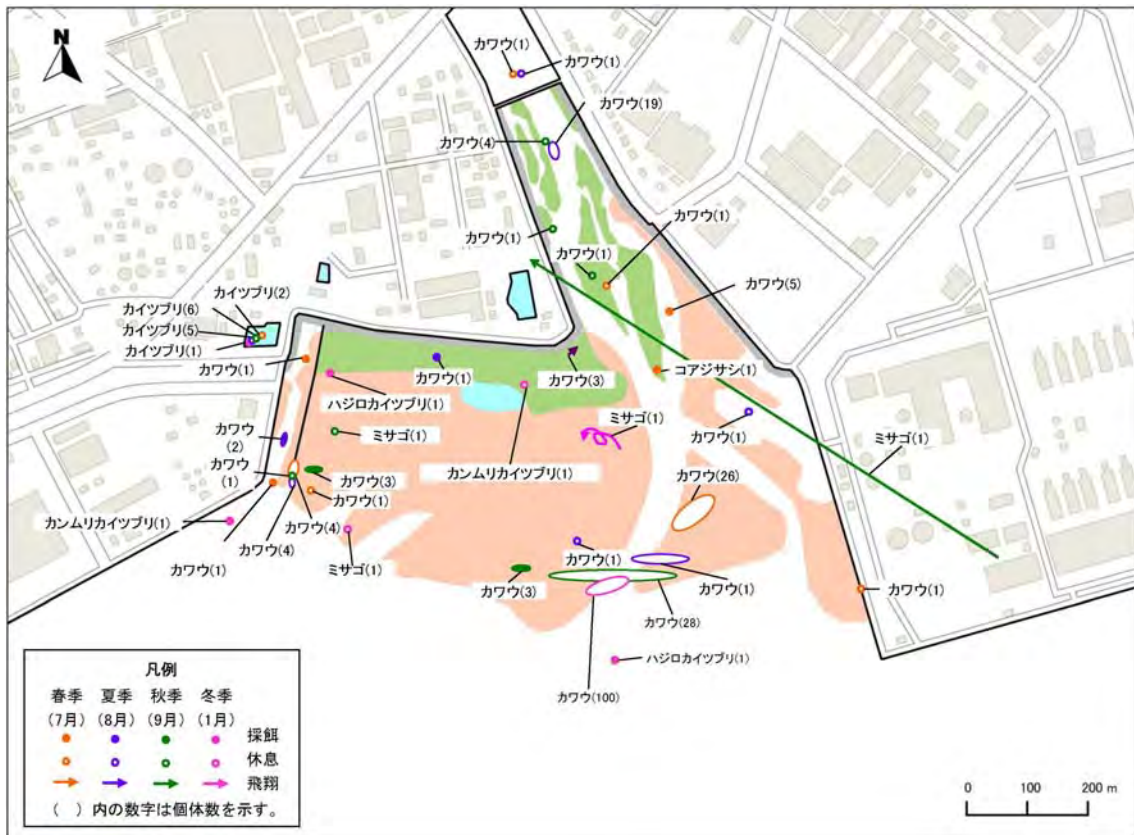 N
カワウ(1)
カワウ(1)
カワウ(19)
カワウ(4)
カワウ(1)
カワウ(1)
カワウ(1)
カワウ(5)
カイツブリ(2)
カイツブリ(6)
カイツブリ(5)
カイツブリ(1)
カワウ(1)
カワウ(1)
カワウ(3)
コアジサシ(1)
ハジロカイツブリ(1)
ミサゴ(1)
ミサゴ(1)
カワウ(1)
ミサゴ(1)
カワウ
(2)
カワウ
(1)
カワウ(3)
カンムリカイツブリ(1)
カワウ(26)
カワウ(1)
カンムリカイツブリ(1)
カワウ(4)
カワウ(4)
カワウ(1)
ミサゴ(1)
カワウ(1)
カワウ(3)
カワウ(1)
カワウ(1)
カワウ(28)
ハジロカイツブリ(1)
カワウ(100)
凡例
春季 夏季 秋季 冬季
(7月) (8月) (9月) (1月)
採餌
休息
飛翔
( )内の数字は個体数を示す。
0 100 200 m